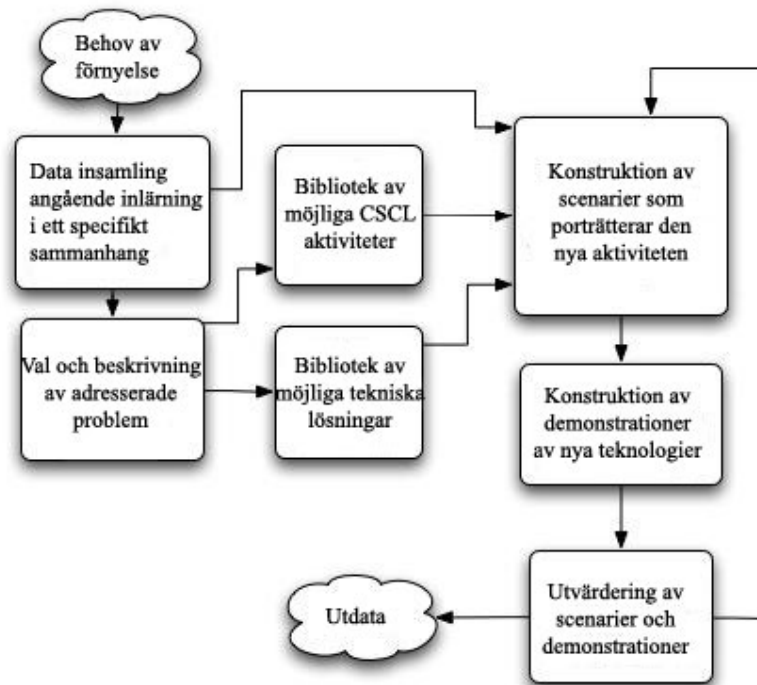 Behov av
förnyelse
Data insamling
angående inlärning
i ett specifikt
sammanhang
Val och beskrivning
av adresserade
problem
Bibliotek av
möjliga CSCL
aktiviteter
Bibliotek av
möjliga tekniska
lösningar
Konstruktion av
scenarier som
porträtterar den
nya aktiviteten
Konstruktion av
demonstrationer
av nya teknologier
Utvärdering av
scenarier och
demonstrationer
Utdata